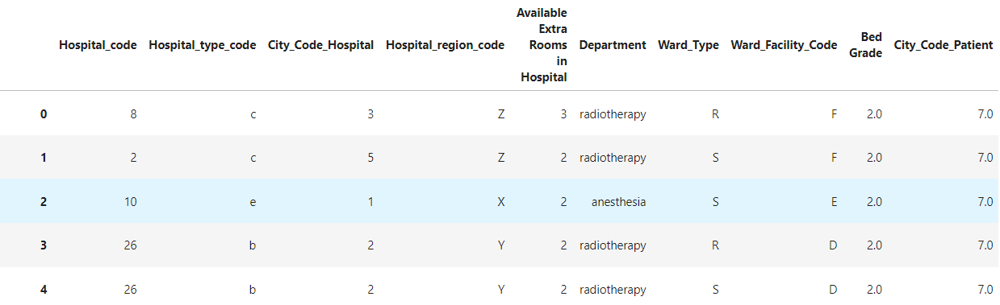 Hospital_code Hospital_type_code City_Code_Hospital Hospital_region_code Available Extra Rooms in Hospital Department Ward_Type Ward_Facility_Code Bed Grade City_Code_Patient
0 8 c 3 Z 3 radiotherapy R F 2.0 7.0
1 2 c 5 Z 2 radiotherapy S F 2.0 7.0
2 10 e 1 X 2 anesthesia S E 2.0 7.0
3 26 b 2 Y 2 radiotherapy R D 2.0 7.0
4 26 b 2 Y 2 radiotherapy S D 2.0 7.0